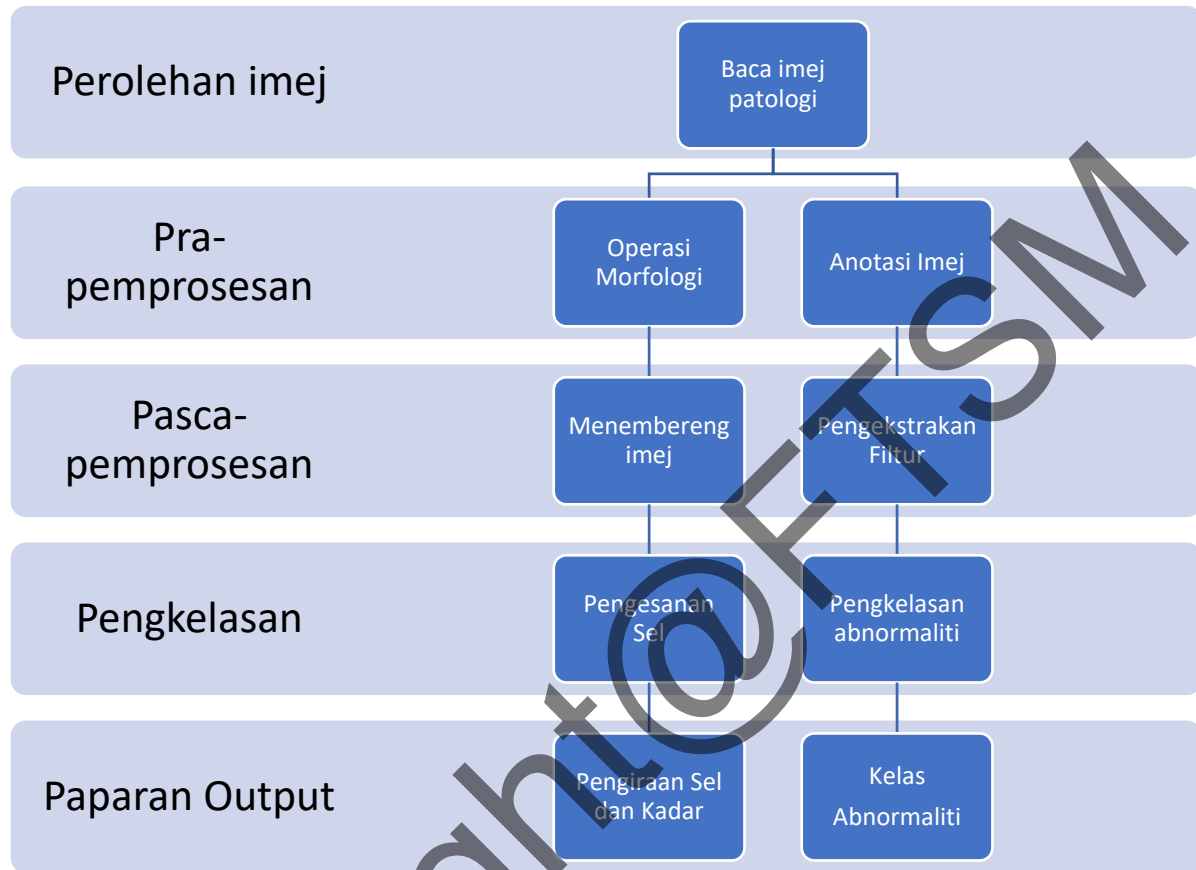 Perolehan imej
Baca imej
patologi
Pra-
pemprosesan
Operasi
Morfologi
Anotasi Imej
Pasca-
pemprosesan
Menembereng
imej
Pengekstrakan
Filtur
Pengkelasan
Pengesanan
Sel
Pengkelasan
abnormaliti
Paparan Output
Pengiraan Sel
dan Kadar
Kelas
Abnormaliti
ght@FTSM